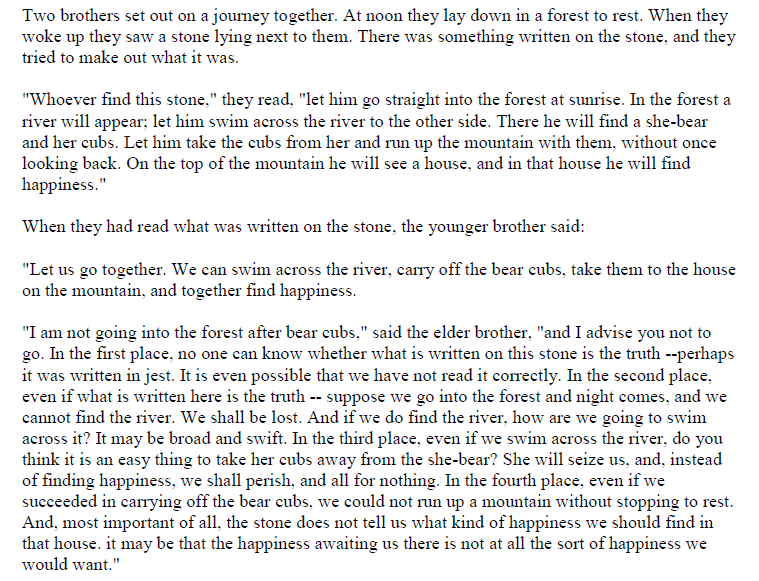 Two brothers set out on a journey together. At noon they lay down in a forest to rest. When they
woke up they saw a stone lying next to them. There was something written on the stone, and they
tried to make out what it was.
"Whoever find this stone," they read, "let him go straight into the forest at sunrise. In the forest a
river will appear; let him swim across the river to the other side. There he will find a she-bear
and her cubs. Let him take the cubs from her and run up the mountain with them, without once
looking back. On the top of the mountain he will see a house, and in that house he will find
happiness."
When they had read what was written on the stone, the younger brother said:
"Let us go together. We can swim across the river, carry off the bear cubs, take them to the house
on the mountain, and together find happiness.
"I am not going into the forest after bear cubs," said the elder brother, "and I advise you not to
go. In the first place, no one can know whether what is written on this stone is the truth --perhaps
it was written in jest. It is even possible that we have not read it correctly. In the second place,
even if what is written here is the truth -- suppose we go into the forest and night comes, and we
cannot find the river. We shall be lost. And if we do find the river, how are we going to swim
across it? It may be broad and swift. In the third place, even if we swim across the river, do you
think it is an easy thing to take her cubs away from the she-bear? She will seize us, and, instead
of finding happiness, we shall perish, and all for nothing. In the fourth place, even if we
succeeded in carrying off the bear cubs, we could not run up a mountain without stopping to rest.
And, most important of all, the stone does not tell us what kind of happiness we should find in
that house. it may be that the happiness awaiting us there is not at all the sort of happiness we
would want."